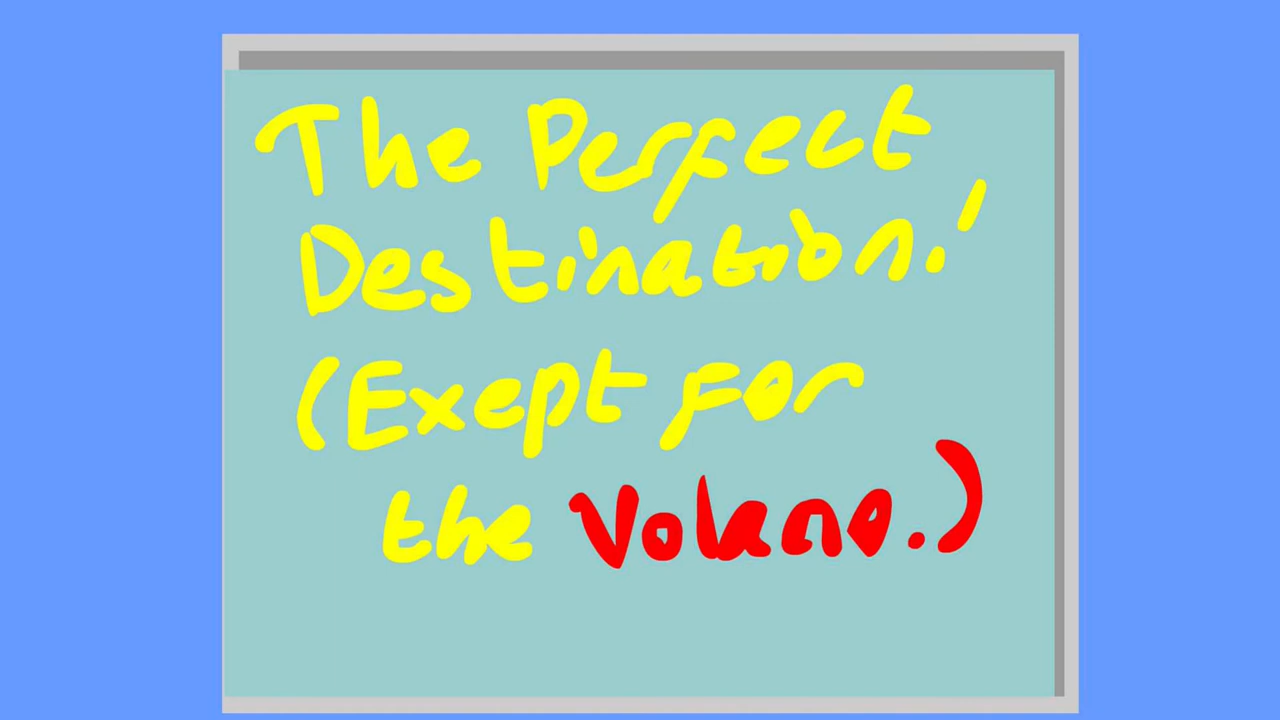 The Perfect
Destination!
(Exept for
the Volcano.)